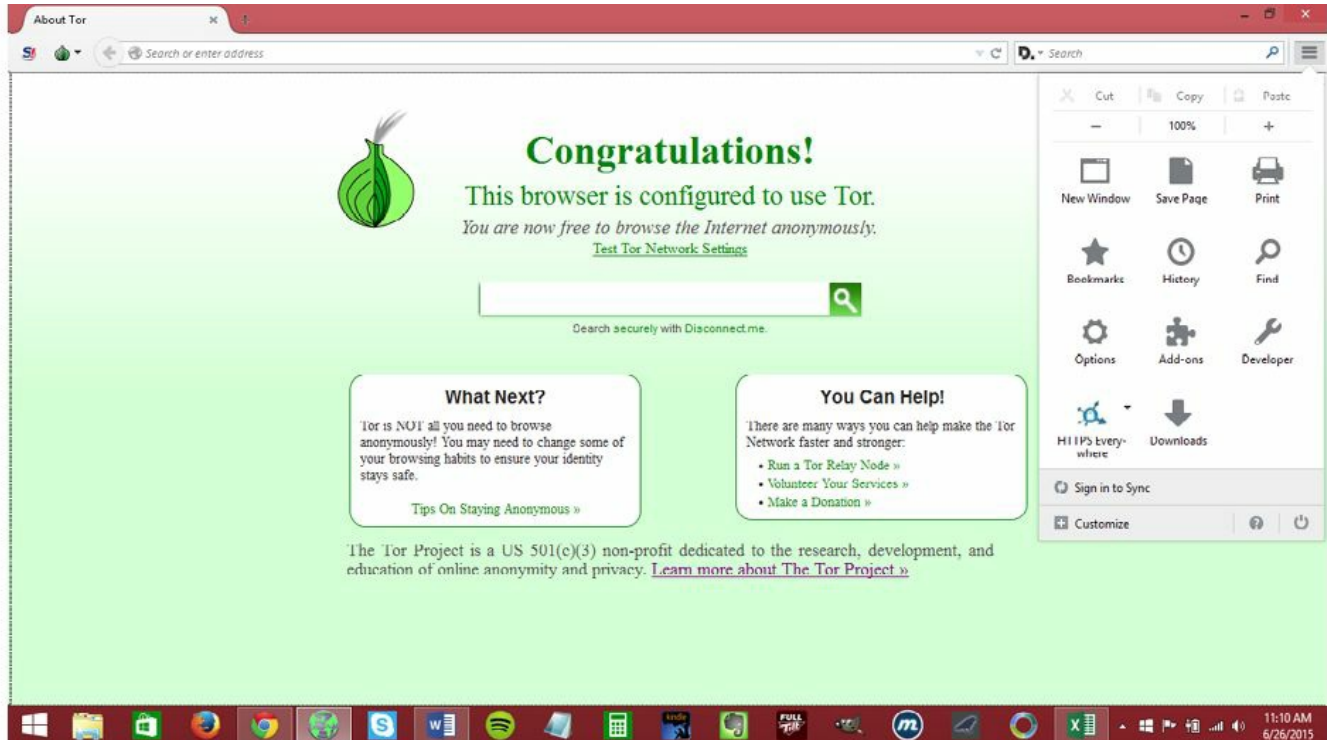 About Tor
Search or enter address
Search
Cut Copy Paste
100%
New Window Save Page Print
Bookmarks History Find
Options Add-ons Developer
HTTPS Every-
where
Downloads
Sign in to Sync
Customize
Congratulations!
This browser is configured to use Tor.
You are now free to browse the Internet anonymously.
Test Tor Network Settings
Search securely with Disconnect.me.
What Next?
Tor is NOT all you need to browse
anonymously! You may need to change some of
your browsing habits to ensure your identity
stays safe.
Tips On Staying Anonymous »
You Can Help!
There are many ways you can help make the Tor
Network faster and stronger:
• Run a Tor Relay Node »
• Volunteer Your Services »
• Make a Donation »
The Tor Project is a US 501(c)(3) non-profit dedicated to the research, development, and
education of online anonymity and privacy. Learn more about The Tor Project »
kindle
FULL
TILT
11:10 AM
6/26/2015